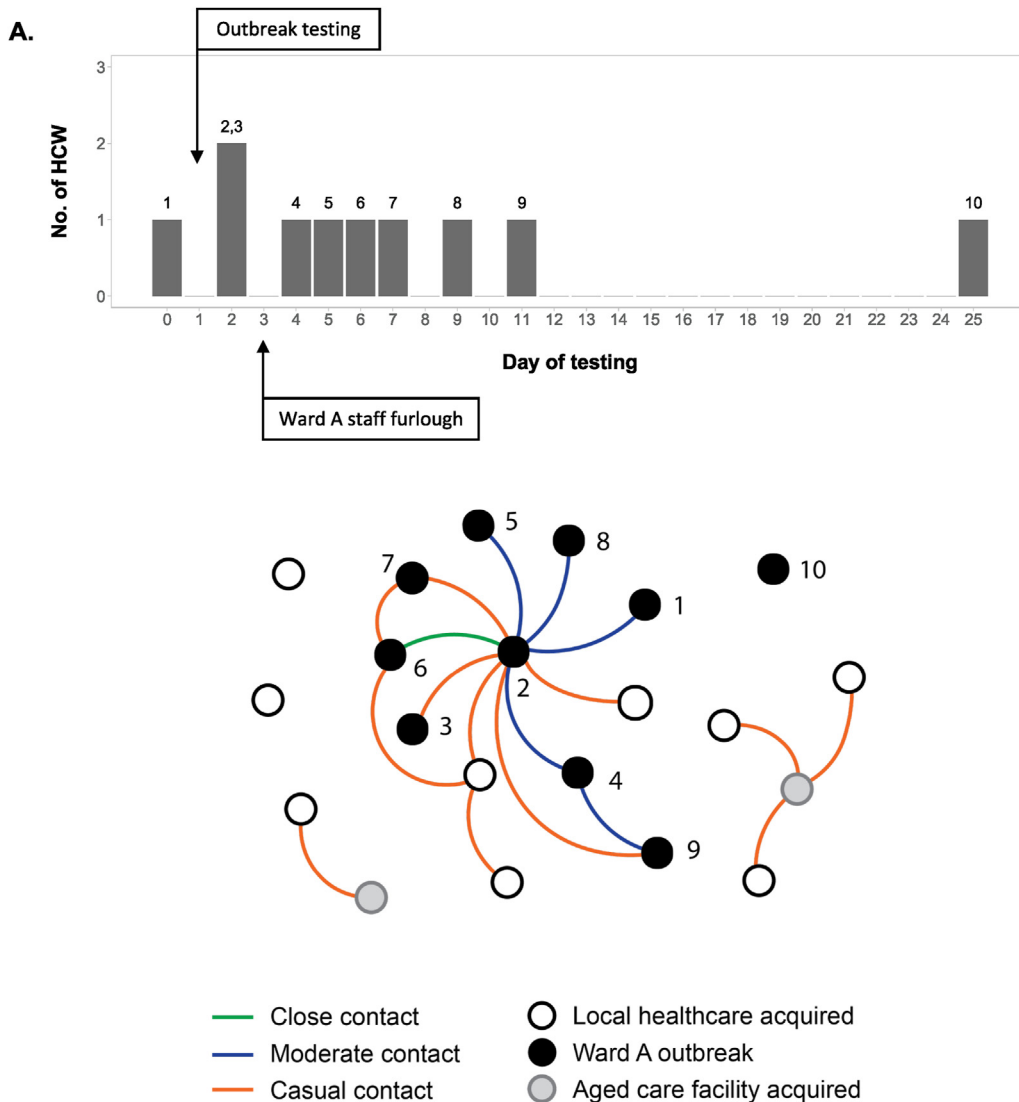 A.
Outbreak testing
No. of HCW
3
2
1
0
1
2,3
4
5
6
7
8
9
10
0 1 2 3 4 5 6 7 8 9 10 11 12 13 14 15 16 17 18 19 20 21 22 23 24 25
Day of testing
Ward A staff furlough
5
8
7
10
1
6
2
3
4
9
Close contact
Moderate contact
Casual contact
Local healthcare acquired
Ward A outbreak
Aged care facility acquired